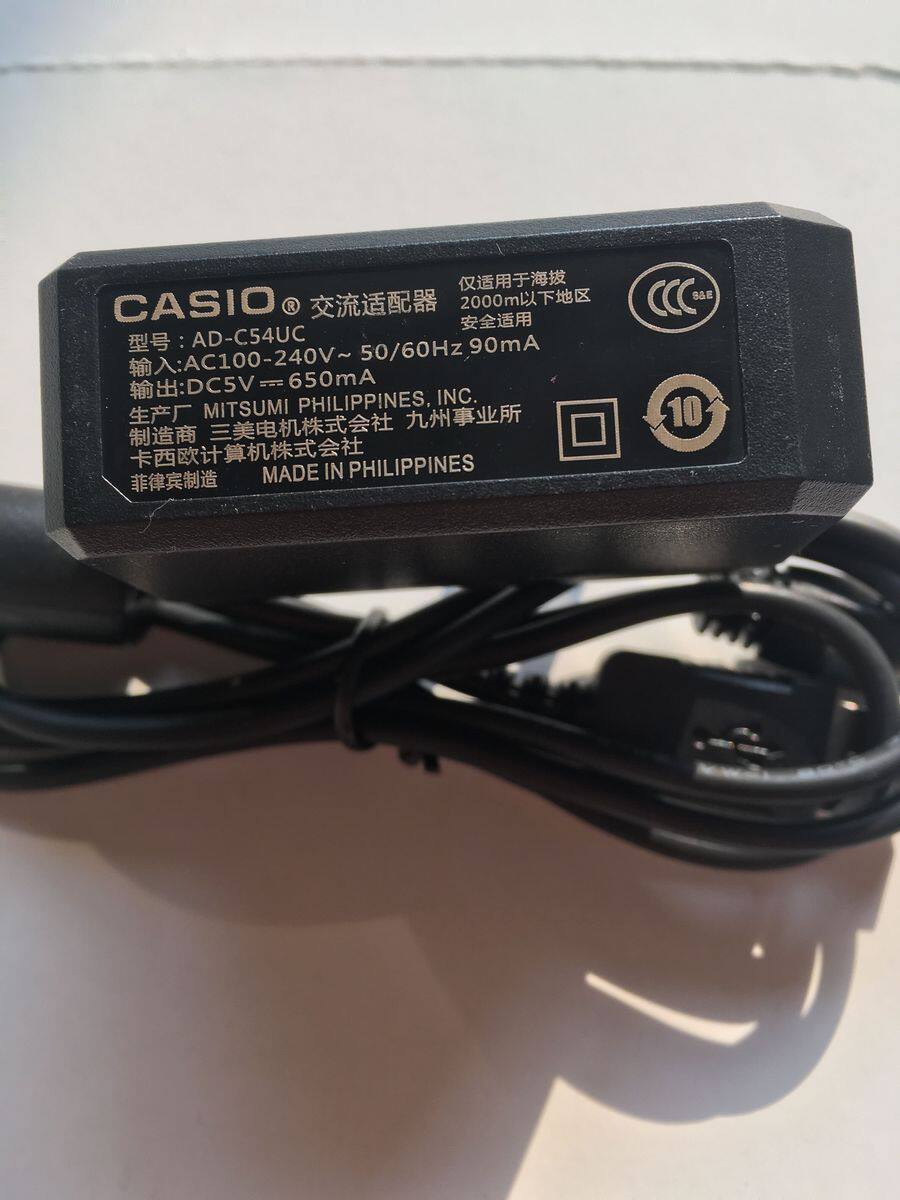 CASIO® 交流适配器
仅适用于海拔
2000m以下地区
安全适用
CCC S&E
型号：AD-C54UC
输入:AC100-240V~ 50/60Hz 90mA
输出:DC5V⎓650mA
生产厂 MITSUMI PHILIPPINES, INC.
制造商 三美电机株式会社 九州事业所
卡西欧计算机株式会社
菲律宾制造 MADE IN PHILIPPINES
10